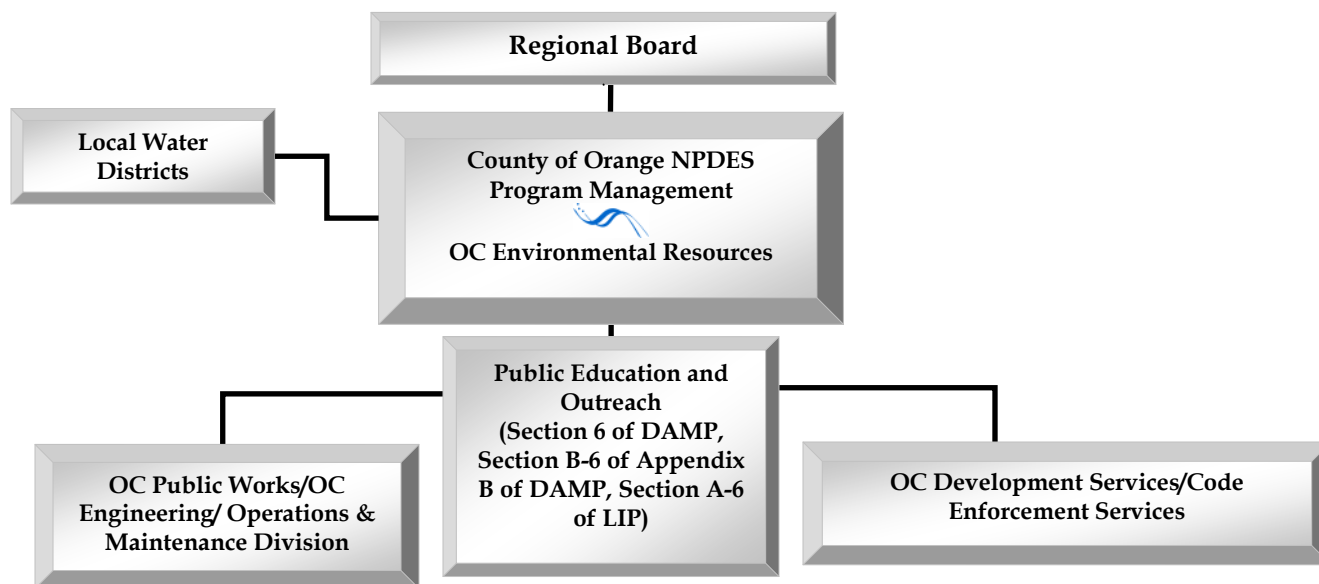 Regional Board
Local Water
Districts
County of Orange NPDES
Program Management
OC Environmental Resources
Public Education and
Outreach
(Section 6 of DAMP,
Section B-6 of Appendix
B of DAMP, Section A-6
of LIP)
OC Public Works/OC
Engineering/ Operations &
Maintenance Division
OC Development Services/Code
Enforcement Services